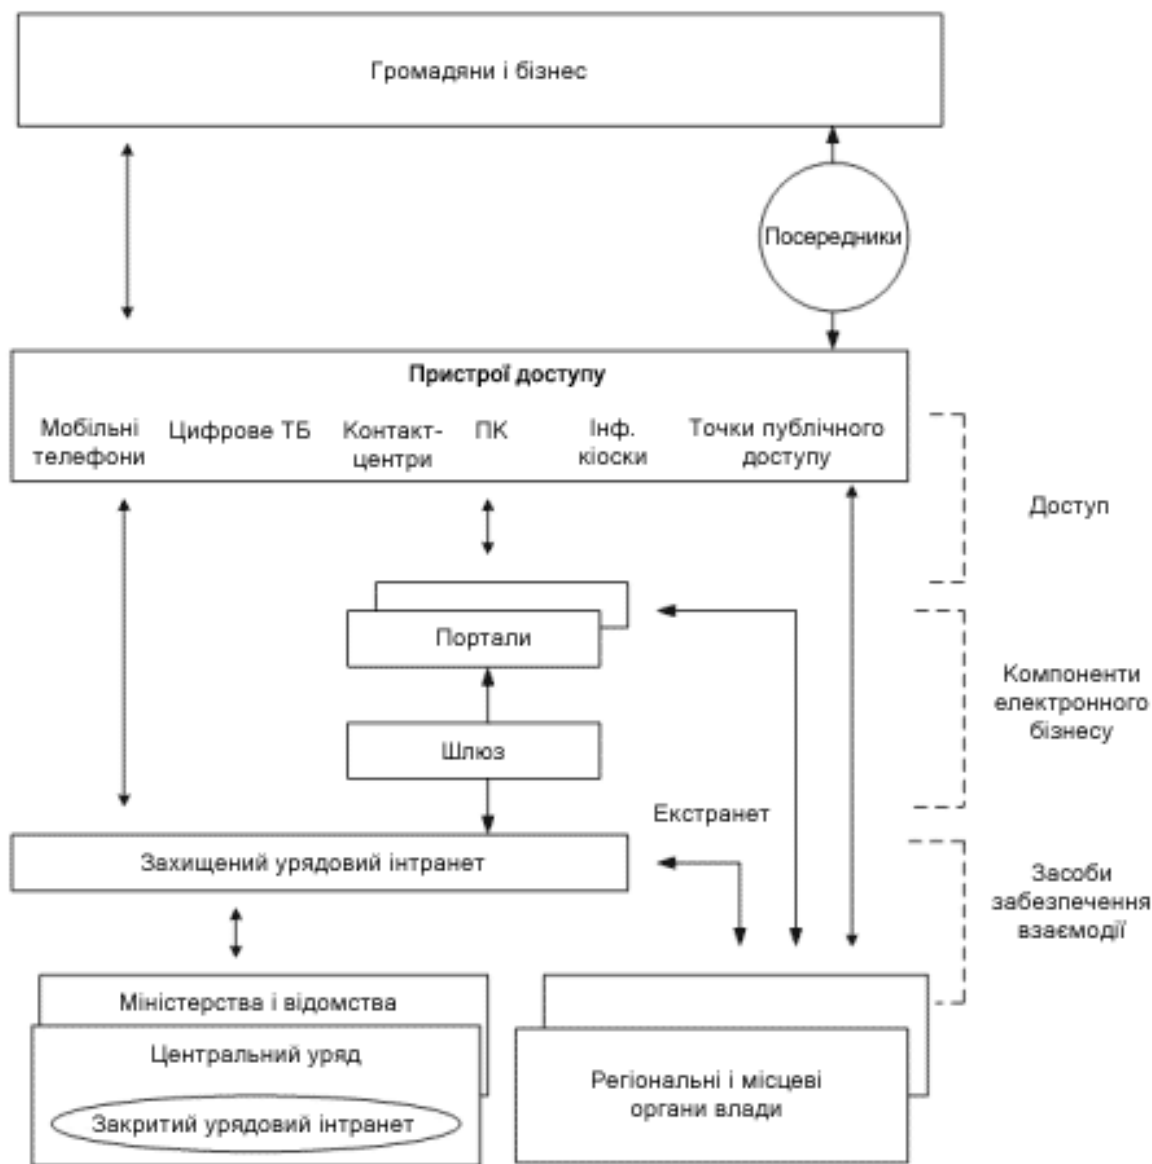 Громадяни і бізнес
Посередники
Пристрої доступу
Мобільні
телефони
Цифрове ТБ
Контакт-
центри
ПК
Інф.
кіоски
Точки публічного
доступу
Доступ
Портали
Компоненти
електронного
бізнесу
Шлюз
Екстранет
Захищений урядовий інтранет
Засоби
забезпечення
взаємодії
Міністерства і відомства
Центральний уряд
Закритий урядовий інтранет
Регіональні і місцеві
органи влади